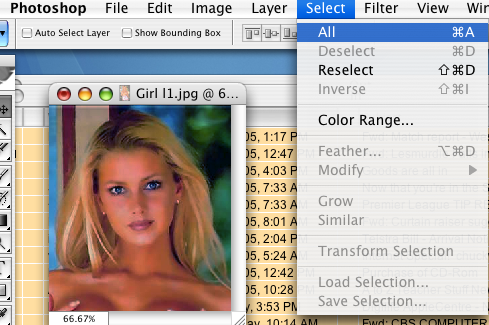 Photoshop File Edit Image Layer Select Filter View
Auto Select Layer Show Bounding Box
All ⌘A
Deselect ⌘D
Reselect ⇧⌘D
Inverse ⇧⌘I
Color Range...
Feather... ⌥⌘D
Modify
Grow
Similar
Transform Selection
Load Selection...
Save Selection...
Girl l1.jpg @ 6...
05, 1:17 P
05, 12:47
05, 4:03 P
05, 7:33 A
05, 7:33 A
05, 8:01 A
05, 2:04 P
05, 5:24 A
05, 12:42
05, 10:28
y, 3:53 PM
ay, 10:14 AM Fwd: CBS COMPUTER
66.67%